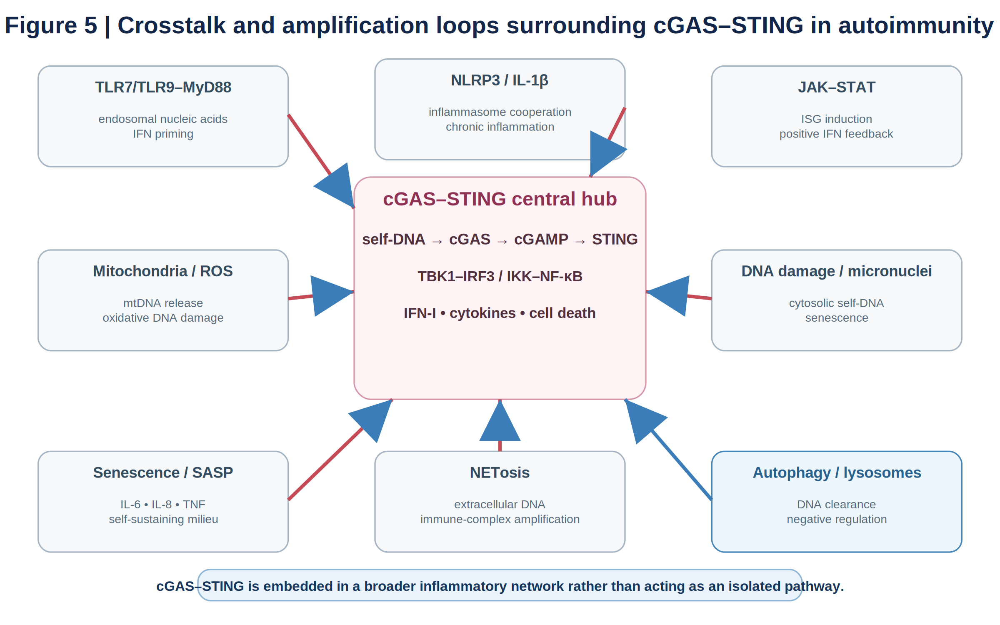 Figure 5 | Crosstalk and amplification loops surrounding cGAS–STING in autoimmunity
TLR7/TLR9–MyD88
endosomal nucleic acids
IFN priming
NLRP3 / IL-1β
inflammasome cooperation
chronic inflammation
JAK–STAT
ISG induction
positive IFN feedback
cGAS–STING central hub
self-DNA → cGAS → cGAMP → STING
TBK1–IRF3 / IKK–NF-κB
IFN-I • cytokines • cell death
Mitochondria / ROS
mtDNA release
oxidative DNA damage
DNA damage / micronuclei
cytosolic self-DNA
senescence
Senescence / SASP
IL-6 • IL-8 • TNF
self-sustaining milieu
NETosis
extracellular DNA
immune-complex amplification
Autophagy / lysosomes
DNA clearance
negative regulation
cGAS–STING is embedded in a broader inflammatory network rather than acting as an isolated pathway.